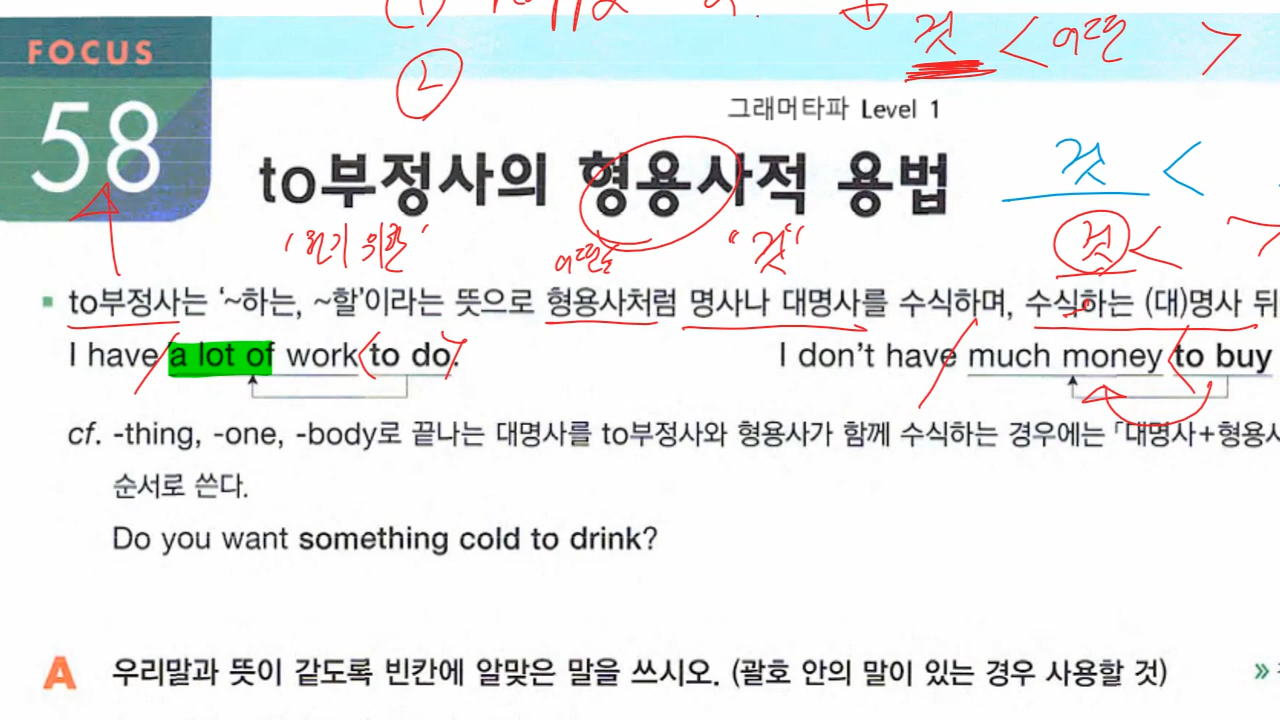 것 < 어떤 >
FOCUS
58
그래머타파 Level 1
to부정사의 형용사적 용법
것 <
것 <
어떤 "것"
to부정사는 '~하는, ~할'이라는 뜻으로 형용사처럼 명사나 대명사를 수식하며, 수식하는 (대)명사 뒤
I have a lot of work to do.
I don't have much money to buy
cf. -thing, -one, -body로 끝나는 대명사를 to부정사와 형용사가 함께 수식하는 경우에는 「대명사+형용사
순서로 쓴다.
Do you want something cold to drink?
A 우리말과 뜻이 같도록 빈칸에 알맞은 말을 쓰시오. (괄호 안의 말이 있는 경우 사용할 것)